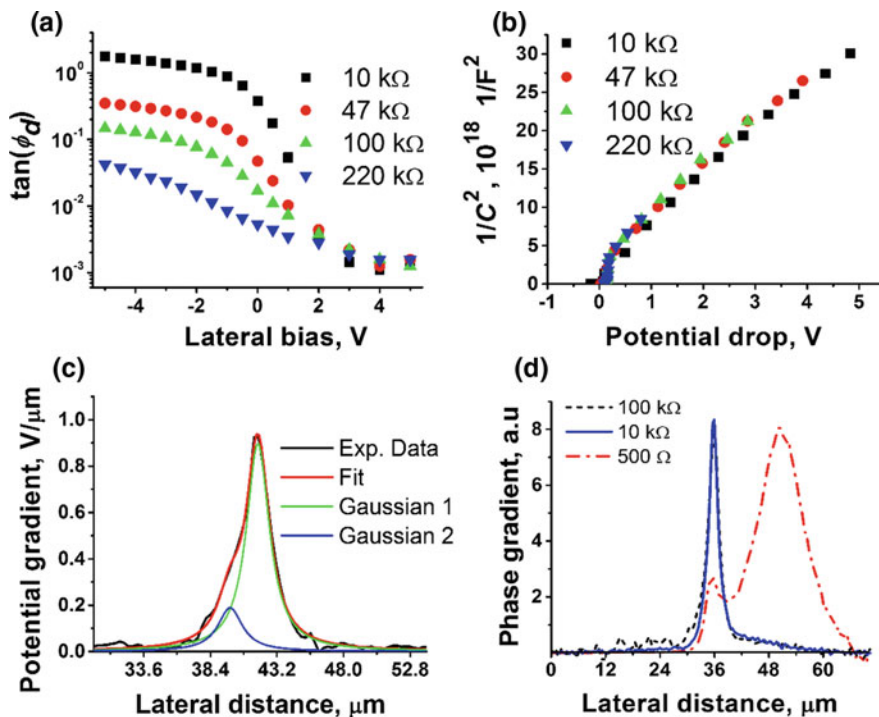 (a)
tan(ϕd)
10⁰
10⁻¹
10⁻²
10⁻³
10 kΩ
47 kΩ
100 kΩ
220 kΩ
-4 -2 0 2 4
Lateral bias, V
(b)
1/C², 10¹⁸ 1/F²
35
30
25
20
15
10
5
0
10 kΩ
47 kΩ
100 kΩ
220 kΩ
-1 0 1 2 3 4 5
Potential drop, V
(c)
Potential gradient, V/μm
1.0
0.8
0.6
0.4
0.2
0.0
Exp. Data
Fit
Gaussian 1
Gaussian 2
33.6 38.4 43.2 48.0 52.8
Lateral distance, μm
(d)
Phase gradient, a.u
8
6
4
2
0
100 kΩ
10 kΩ
500 Ω
0 12 24 36 48 60
Lateral distance, μm